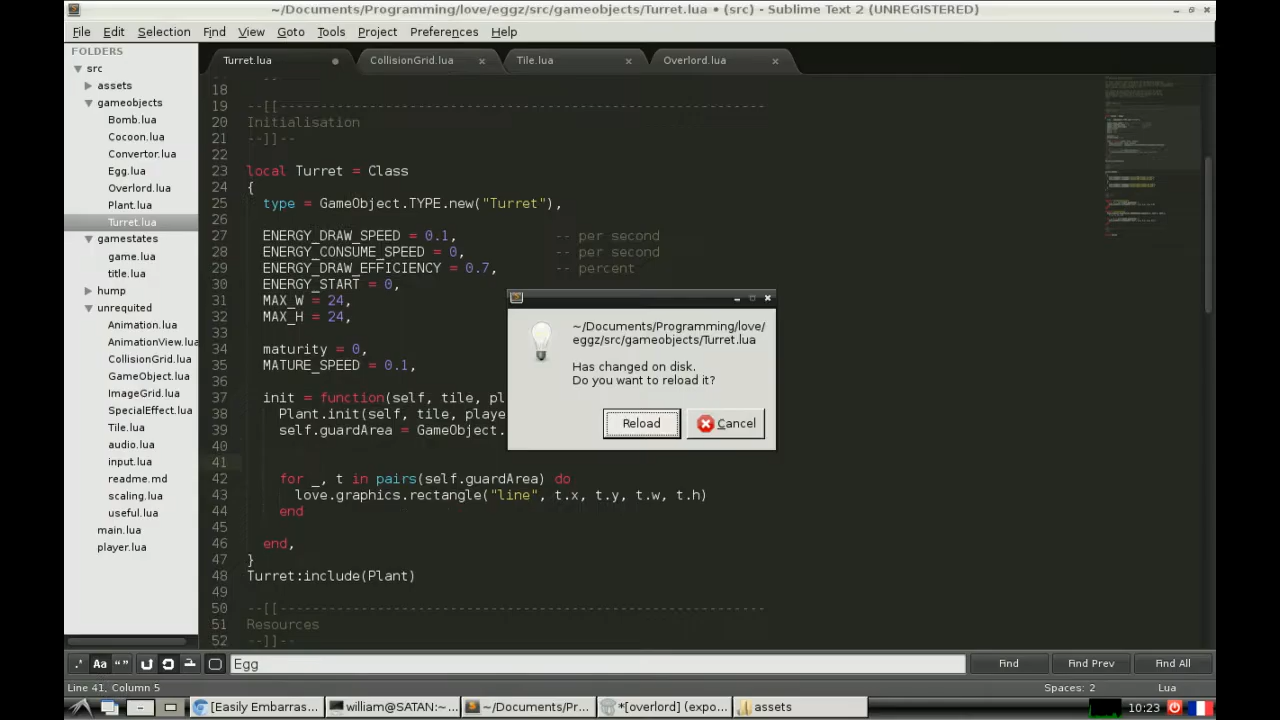 ~/Documents/Programming/love/eggz/src/gameobjects/Turret.lua • (src) - Sublime Text 2 (UNREGISTERED)
File Edit Selection Find View Goto Tools Project Preferences Help
FOLDERS
src
assets
gameobjects
Bomb.lua
Cocoon.lua
Convertor.lua
Egg.lua
Overlord.lua
Plant.lua
Turret.lua
gamestates
game.lua
title.lua
hump
unrequited
Animation.lua
AnimationView.lua
CollisionGrid.lua
GameObject.lua
ImageGrid.lua
SpecialEffect.lua
Tile.lua
audio.lua
input.lua
readme.md
scaling.lua
useful.lua
main.lua
player.lua
Turret.lua CollisionGrid.lua Tile.lua Overlord.lua
18
19 --[[------------------------------------------------------------
20 Initialisation
21 --]]--
22
23 local Turret = Class
24 {
25 type = GameObject.TYPE.new("Turret"),
26
27 ENERGY_DRAW_SPEED = 0.1, -- per second
28 ENERGY_CONSUME_SPEED = 0, -- per second
29 ENERGY_DRAW_EFFICIENCY = 0.7, -- percent
30 ENERGY_START = 0,
31 MAX_W = 24,
32 MAX_H = 24,
33
34 maturity = 0,
35 MATURE_SPEED = 0.1,
36
37 init = function(self, tile, pl
38 Plant.init(self, tile, playe
39 self.guardArea = GameObject.
40
41
42 for _, t in pairs(self.guardArea) do
43 love.graphics.rectangle("line", t.x, t.y, t.w, t.h)
44 end
45
46 end,
47 }
48 Turret:include(Plant)
49
50 --[[------------------------------------------------------------
51 Resources
52 --]]--
~/Documents/Programming/love/
eggz/src/gameobjects/Turret.lua
Has changed on disk.
Do you want to reload it?
Reload Cancel
.* Aa “” Egg Find Find Prev Find All
Line 41, Column 5 Spaces: 2 Lua
[Easily Embarras... william@SATAN:~... ~/Documents/Pr... *[overlord] (expo... assets 10:23